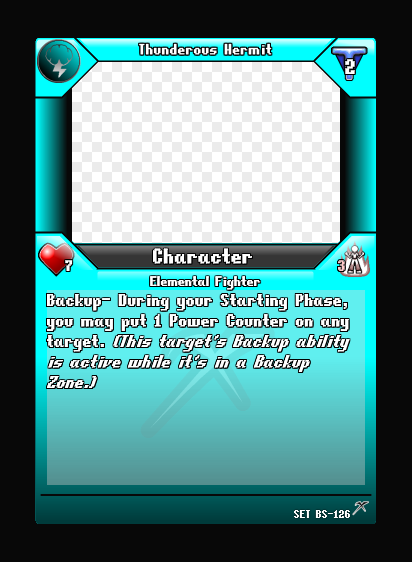 Thunderous Hermit
2
Character
7
3
Elemental Fighter
Backup- During your Starting Phase,
you may put 1 Power Counter on any
target. (This target's Backup ability
is active while it's in a Backup
Zone.)
SET BS-126